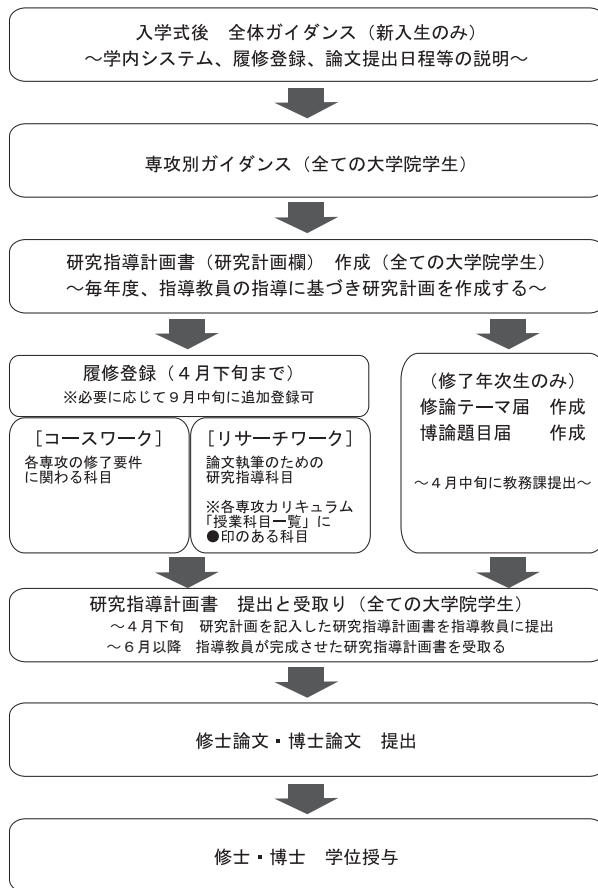 入学式後　全体ガイダンス（新入生のみ）
～学内システム、履修登録、論文提出日程等の説明～
専攻別ガイダンス（全ての大学院学生）
研究指導計画書（研究計画欄）　作成（全ての大学院学生）
～毎年度、指導教員の指導に基づき研究計画を作成する～
履修登録（４月下旬まで）
※必要に応じて９月中旬に追加登録可
［コースワーク］
各専攻の修了要件
に関わる科目
［リサーチワーク］
論文執筆のための
研究指導科目
※各専攻カリキュラム
「授業科目一覧」に
●印のある科目
（修了年次生のみ）
修論テーマ届　作成
博論題目届　　作成
～４月中旬に教務課提出～
研究指導計画書　提出と受取り（全ての大学院学生）
～４月下旬　研究計画を記入した研究指導計画書を指導教員に提出
～６月以降　指導教員が完成させた研究指導計画書を受取る
修士論文・博士論文　提出
修士・博士　学位授与